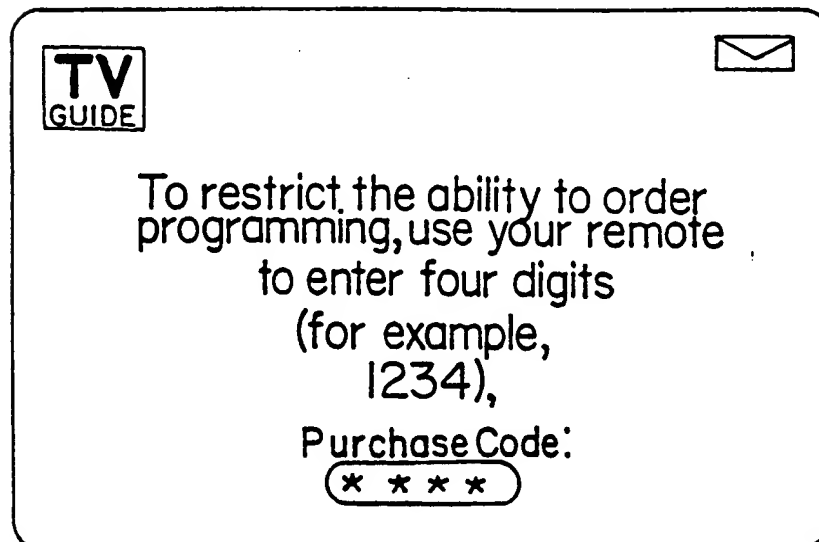 TV
GUIDE
To restrict the ability to order
programming, use your remote
to enter four digits
(for example,
1234),
Purchase Code:
* * * *